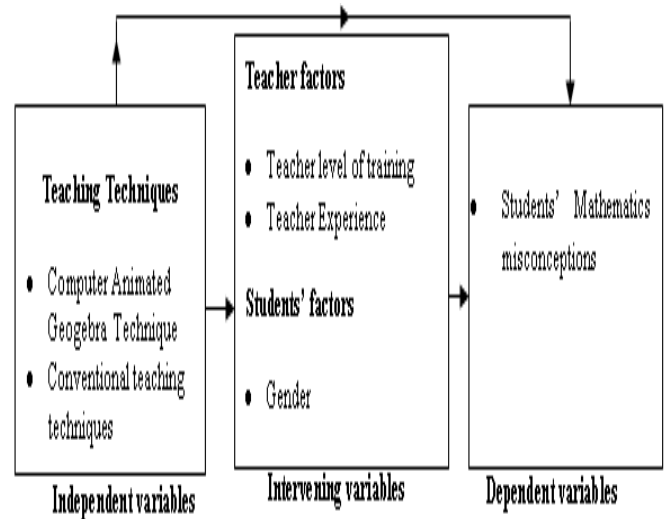 Teaching Techniques
• Computer Animated
Geogebra Technique
• Conventional teaching
techniques
Independent variables
Teacher factors
• Teacher level of training
• Teacher Experience
Students' factors
• Gender
Intervening variables
• Students' Mathematics
misconceptions
Dependent variables